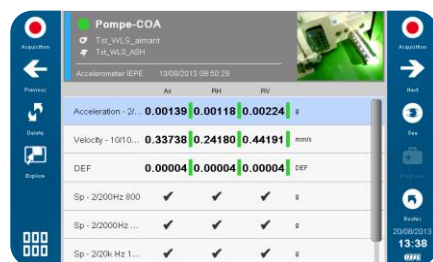 Acquisition
Previous
Delete
Explore
Pompe-COA
Tst_WLS_aimant
Tst_WLS_ASH
Accelerometer IEPE 13/08/2013 09:50:29
Ax RH RV
Acceleration - 2/... 0.00139 0.00118 0.00224 g
Velocity - 10/10... 0.33738 0.24180 0.44191 mm/s
DEF 0.00004 0.00004 0.00004 DEF
Sp - 2/200Hz 800 ✓ ✓ ✓ g
Sp - 2/2000Hz ... ✓ ✓ ✓ g
Sp - 2/20k Hz 1... ✓ ✓ ✓ g
Acquisition
Next
See
Diagnose
Routes
20/08/2013
13:38